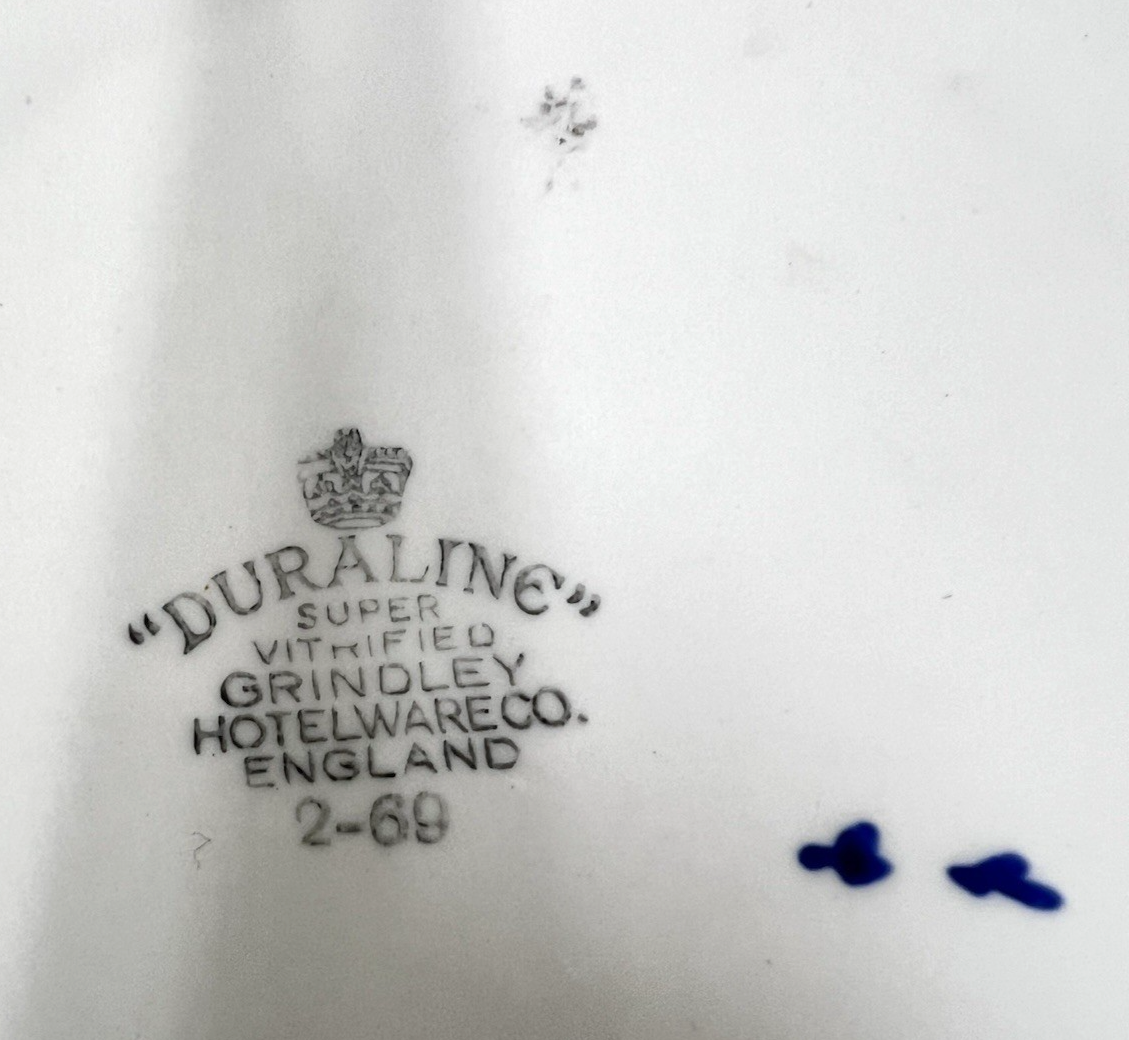 “DURALINE”
SUPER
VITRIFIED
GRINDLEY
HOTELWARE CO.
ENGLAND
2-69